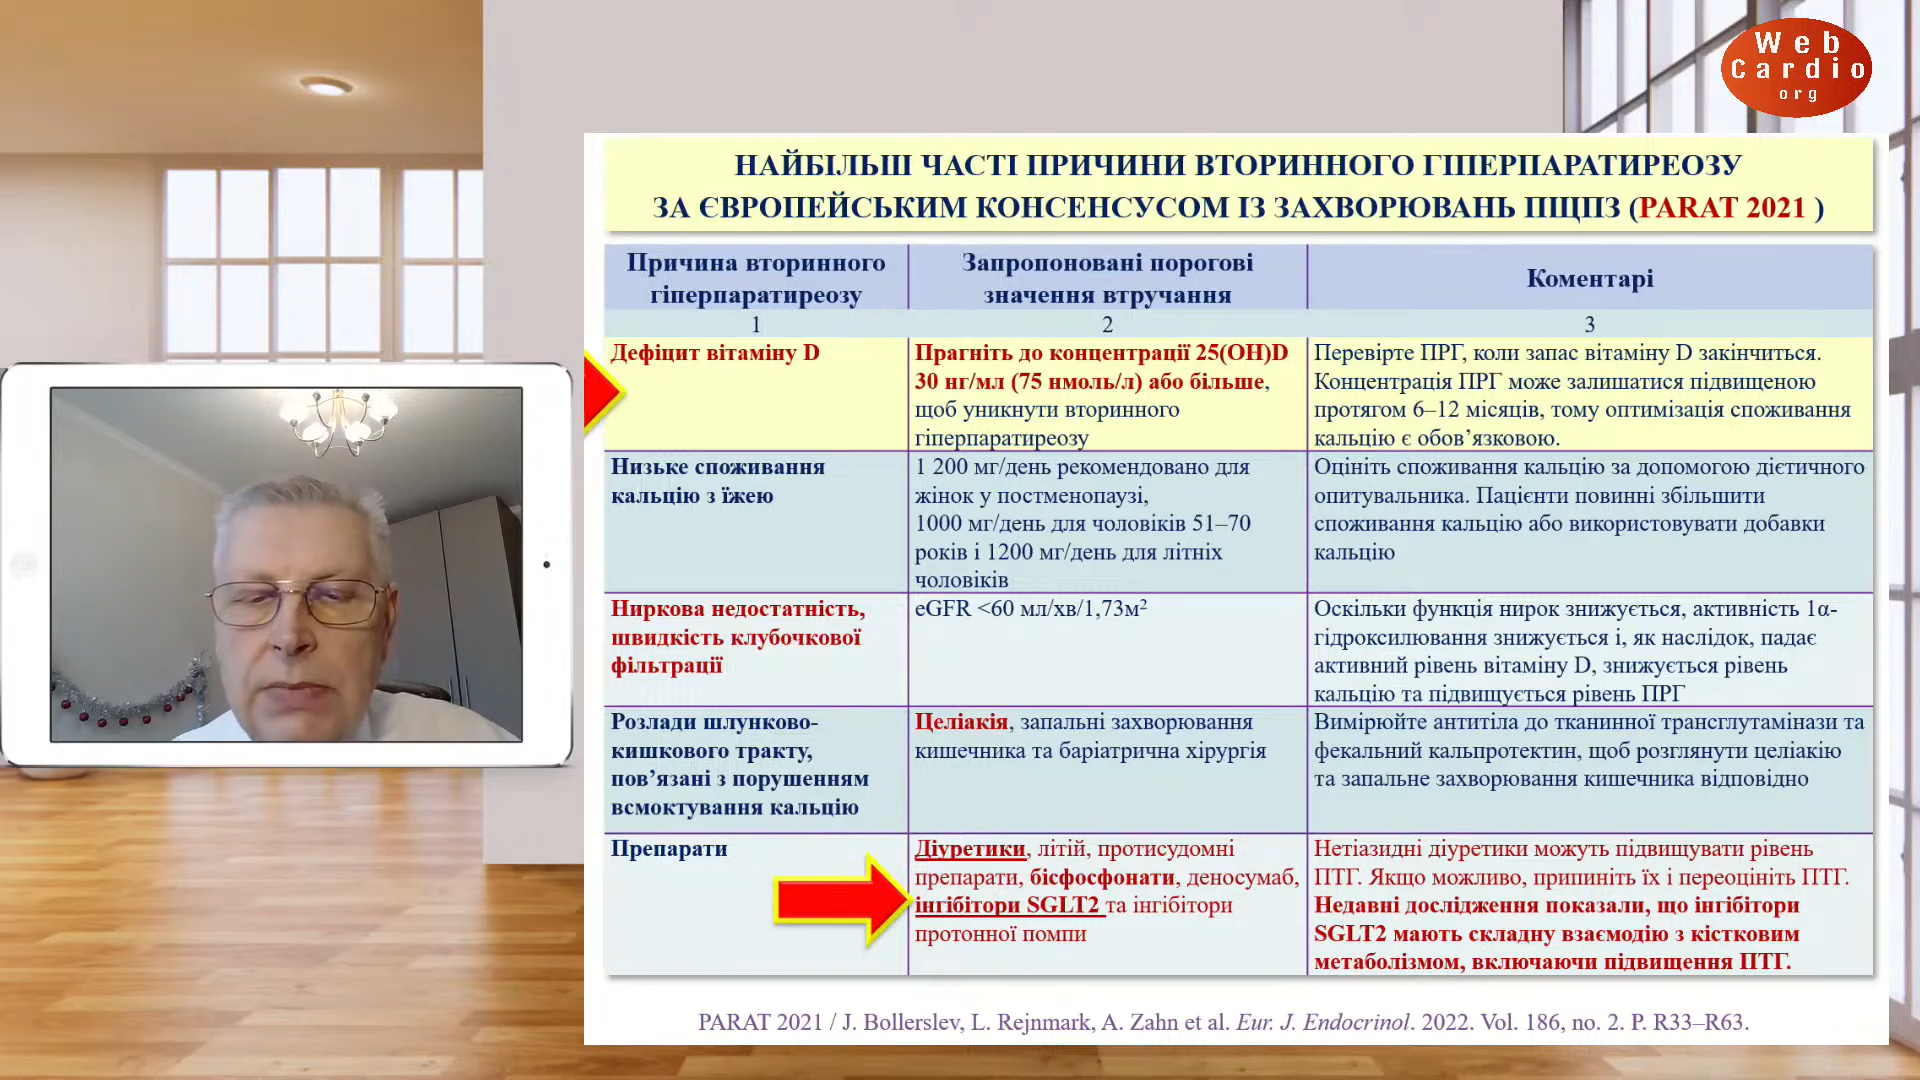 Web
Cardio
org
НАЙБІЛЬШ ЧАСТІ ПРИЧИНИ ВТОРИННОГО ГІПЕРПАРАТИРЕОЗУ
ЗА ЄВРОПЕЙСЬКИМ КОНСЕНСУСОМ ІЗ ЗАХВОРЮВАНЬ ПЩПЗ (PARAT 2021 )
Причина вторинного
гіперпаратиреозу
Запропоновані порогові
значення втручання
Коментарі
1
2
3
Дефіцит вітаміну D
Прагніть до концентрації 25(OH)D
30 нг/мл (75 нмоль/л) або більше,
щоб уникнути вторинного
гіперпаратиреозу
Перевірте ПРГ, коли запас вітаміну D закінчиться.
Концентрація ПРГ може залишатися підвищеною
протягом 6–12 місяців, тому оптимізація споживання
кальцію є обов’язковою.
Низьке споживання
кальцію з їжею
1 200 мг/день рекомендовано для
жінок у постменопаузі,
1000 мг/день для чоловіків 51–70
років і 1200 мг/день для літніх
чоловіків
Оцініть споживання кальцію за допомогою дієтичного
опитувальника. Пацієнти повинні збільшити
споживання кальцію або використовувати добавки
кальцію
Ниркова недостатність,
швидкість клубочкової
фільтрації
eGFR <60 мл/хв/1,73м²
Оскільки функція нирок знижується, активність 1α-
гідроксилювання знижується і, як наслідок, падає
активний рівень вітаміну D, знижується рівень
кальцію та підвищується рівень ПРГ
Розлади шлунково-
кишкового тракту,
пов’язані з порушенням
всмоктування кальцію
Целіакія, запальні захворювання
кишечника та баріатрична хірургія
Вимірюйте антитіла до тканинної трансглутамінази та
фекальний кальпротектин, щоб розглянути целіакію
та запальне захворювання кишечника відповідно
Препарати
Діуретики, літій, протисудомні
препарати, бісфосфонати, деносумаб,
інгібітори SGLT2 та інгібітори
протонної помпи
Нетіазидні діуретики можуть підвищувати рівень
ПТГ. Якщо можливо, припиніть їх і переоцініть ПТГ.
Недавні дослідження показали, що інгібітори
SGLT2 мають складну взаємодію з кістковим
метаболізмом, включаючи підвищення ПТГ.
PARAT 2021 / J. Bollerslev, L. Rejnmark, A. Zahn et al. Eur. J. Endocrinol. 2022. Vol. 186, no. 2. P. R33–R63.